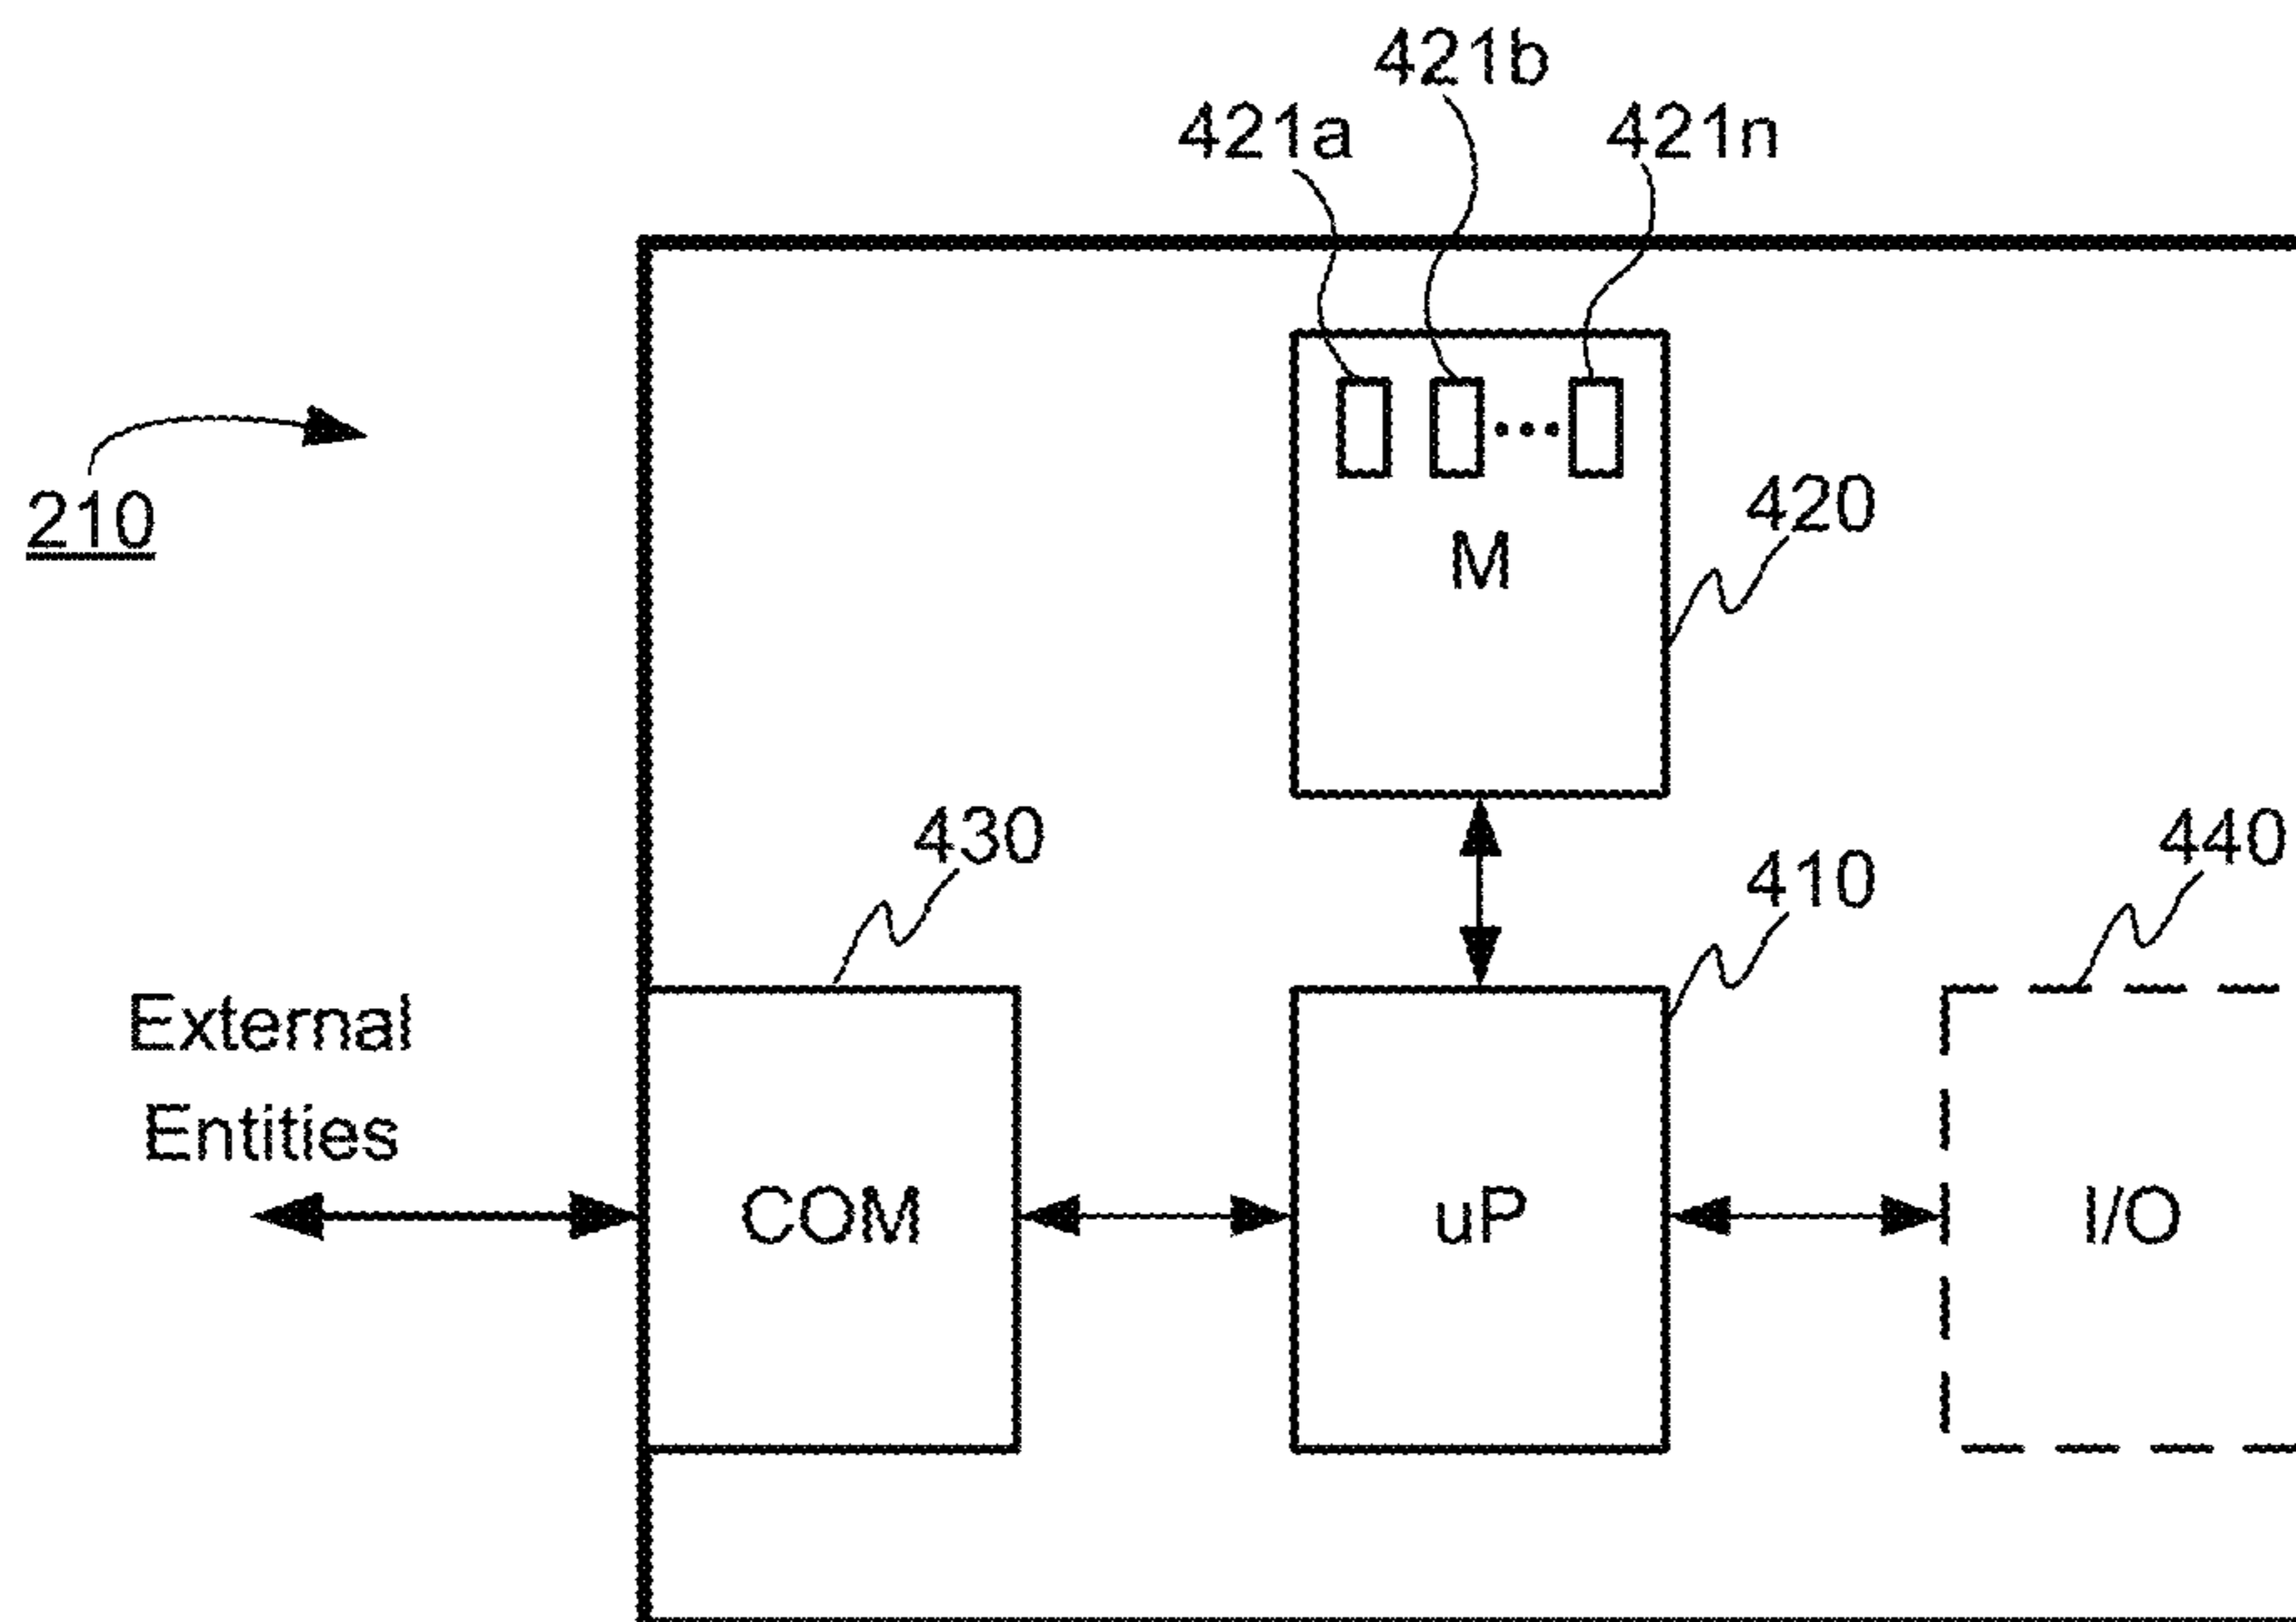 421b
421a
421n
210
420
M
430
440
410
External
Entities
COM
uP
I/O